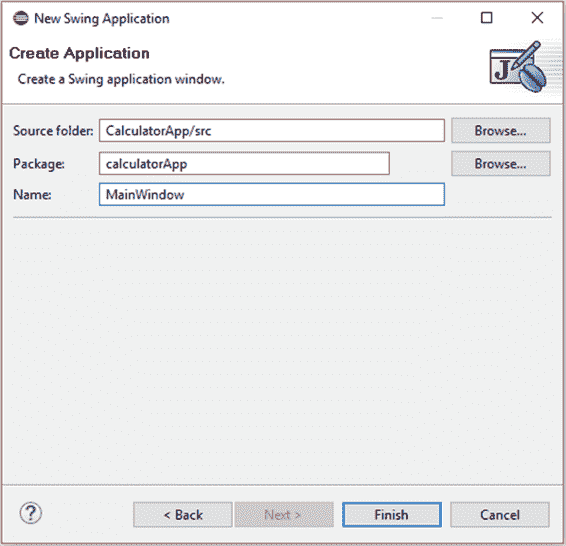 New Swing Application
Create Application
Create a Swing application window.
Source folder: CalculatorApp/src Browse...
Package: calculatorApp Browse...
Name: MainWindow
? < Back Next > Finish Cancel